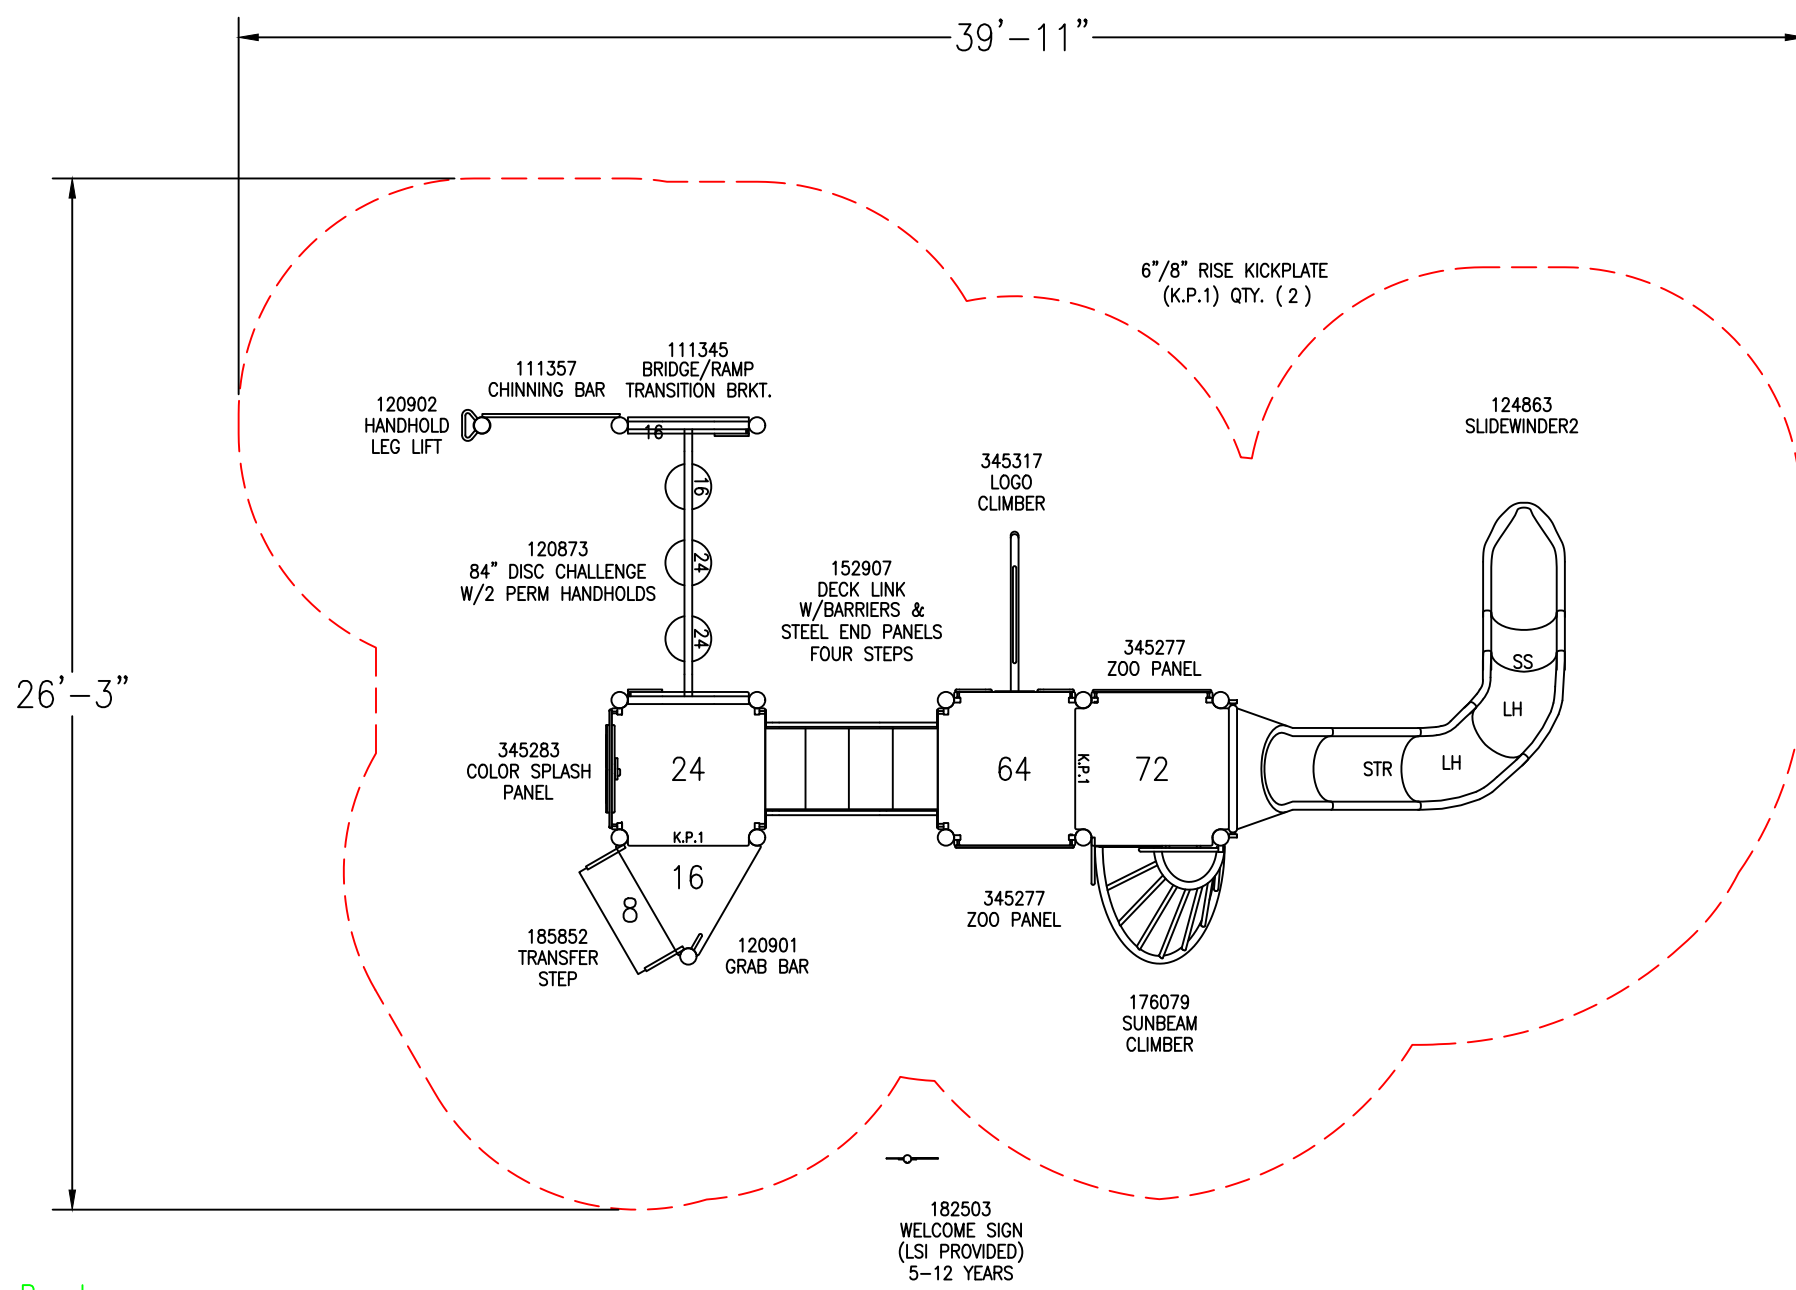 39'-11"
6"/8" RISE KICKPLATE
(K.P.1) QTY. ( 2 )
111345
BRIDGE/RAMP
TRANSITION BRKT.
111357
CHINNING BAR
120902
HANDHOLD
LEG LIFT
16
124863
SLIDEWINDER2
345317
LOGO
CLIMBER
16
24
24
120873
84" DISC CHALLENGE
W/2 PERM HANDHOLDS
152907
DECK LINK
W/BARRIERS &
STEEL END PANELS
FOUR STEPS
345277
ZOO PANEL
26'-3"
SS
LH
LH
STR
345283
COLOR SPLASH
PANEL
24
64
K.P.1
72
K.P.1
16
8
345277
ZOO PANEL
185852
TRANSFER
STEP
120901
GRAB BAR
176079
SUNBEAM
CLIMBER
182503
WELCOME SIGN
(LSI PROVIDED)
5-12 YEARS